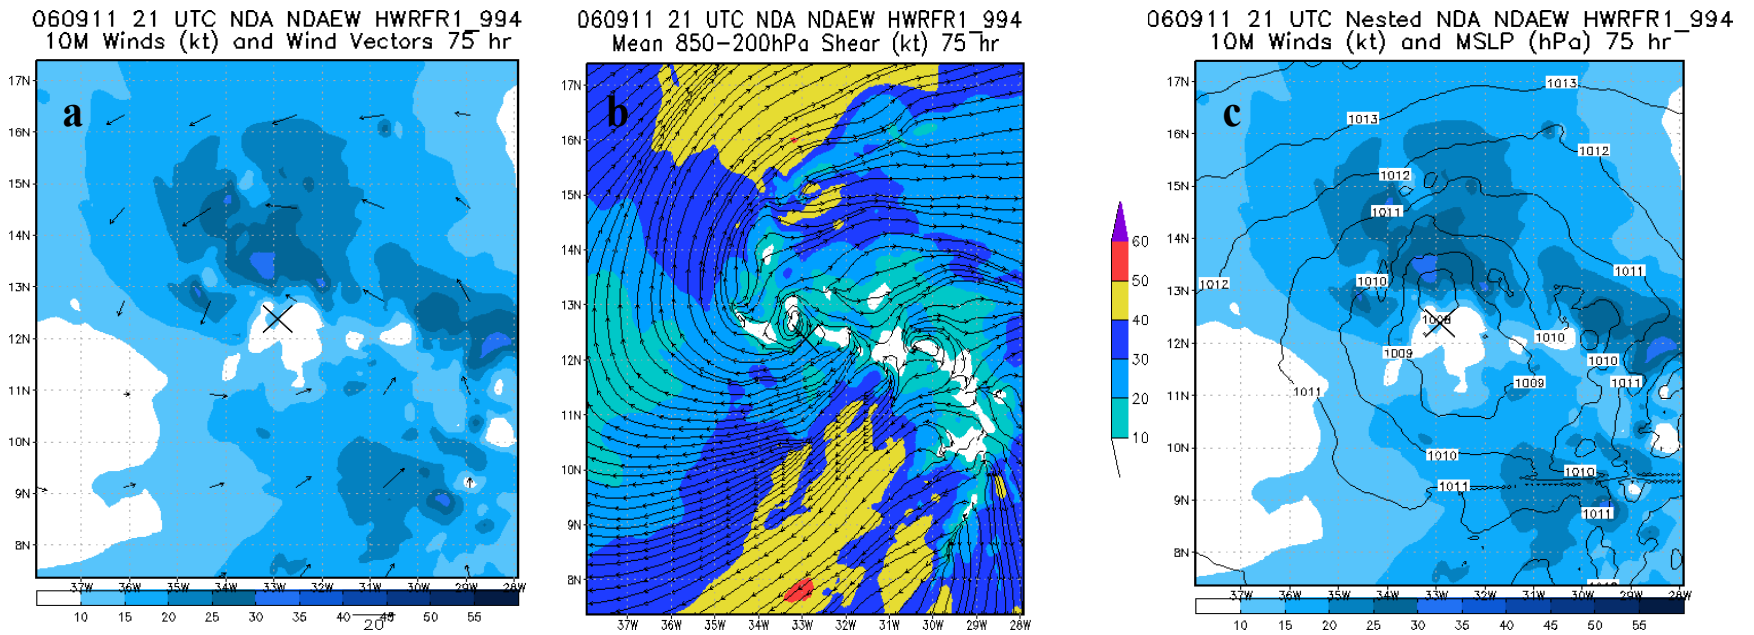 060911 21 UTC NDA NDAEW HWRFR1_994
10M Winds (kt) and Wind Vectors 75 hr
a
17N
16N
15N
14N
13N
12N
11N
10N
9N
8N
37W 36W 35W 34W 33W 32W 31W 30W 29W 28W
10 15 20 25 30 35 40 45 50 55
20
060911 21 UTC NDA NDAEW HWRFR1_994
Mean 850-200hPa Shear (kt) 75 hr
b
17N
16N
15N
14N
13N
12N
11N
10N
9N
8N
37W 36W 35W 34W 33W 32W 31W 30W 29W 28W
60
50
40
30
20
10
060911 21 UTC Nested NDA NDAEW HWRFR1_994
10M Winds (kt) and MSLP (hPa) 75 hr
c
17N
16N
15N
14N
13N
12N
11N
10N
9N
8N
1013
1013
1012
1012
1011
1011
1010
1012
1008
1010
1009
1010
1009
1011
1011
1010
1010
1011
1011
37W 36W 35W 34W 33W 32W 31W 30W 29W 28W
10 15 20 25 30 35 40 45 50 55